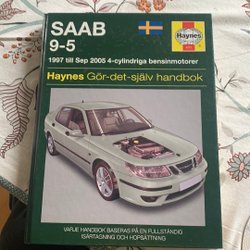 SAAB
9-5
Haynes
1997 till Sep 2005 4-cylindriga bensinmotorer
Haynes Gör-det-själv handbok
VARJE HANDBOK BASERAS PÅ EN FULLSTÄNDIG
ISÄRTAGNING OCH HOPSÄTTNING